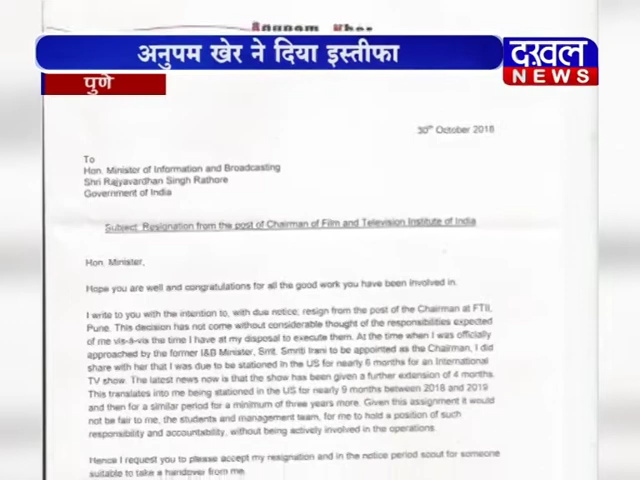 Anupam Kher
अनुपम खेर ने दिया इस्तीफा
दखल
NEWS
पुणे
30th October 2018
To
Hon. Minister of Information and Broadcasting
Shri Rajyavardhan Singh Rathore
Government of India
Subject: Resignation from the post of Chairman of Film and Television Institute of India
Hon. Minister,
Hope you are well and congratulations for all the good work you have been involved in.
I write to you with the intention to, with due notice, resign from the post of the Chairman at FTII,
Pune. This decision has not come without considerable thought of the responsibilities expected
of me vis-à-vis the time I have at my disposal to execute them. At the time when I was officially
approached by the former I&B Minister, Smt. Smriti Irani to be appointed as the Chairman, I did
share with her that I was due to be stationed in the US for nearly 6 months for an International
TV show. The latest news now is that the show has been given a further extension of 4 months.
This translates into me being stationed in the US for nearly 9 months between 2018 and 2019
and then for a similar period for a minimum of three years more. Given this assignment it would
not be fair to me, the students and management team, for me to hold a position of such
responsibility and accountability, without being actively involved in the operations.
Hence I request you to please accept my resignation and in the notice period scout for someone
suitable to take a handover from me.